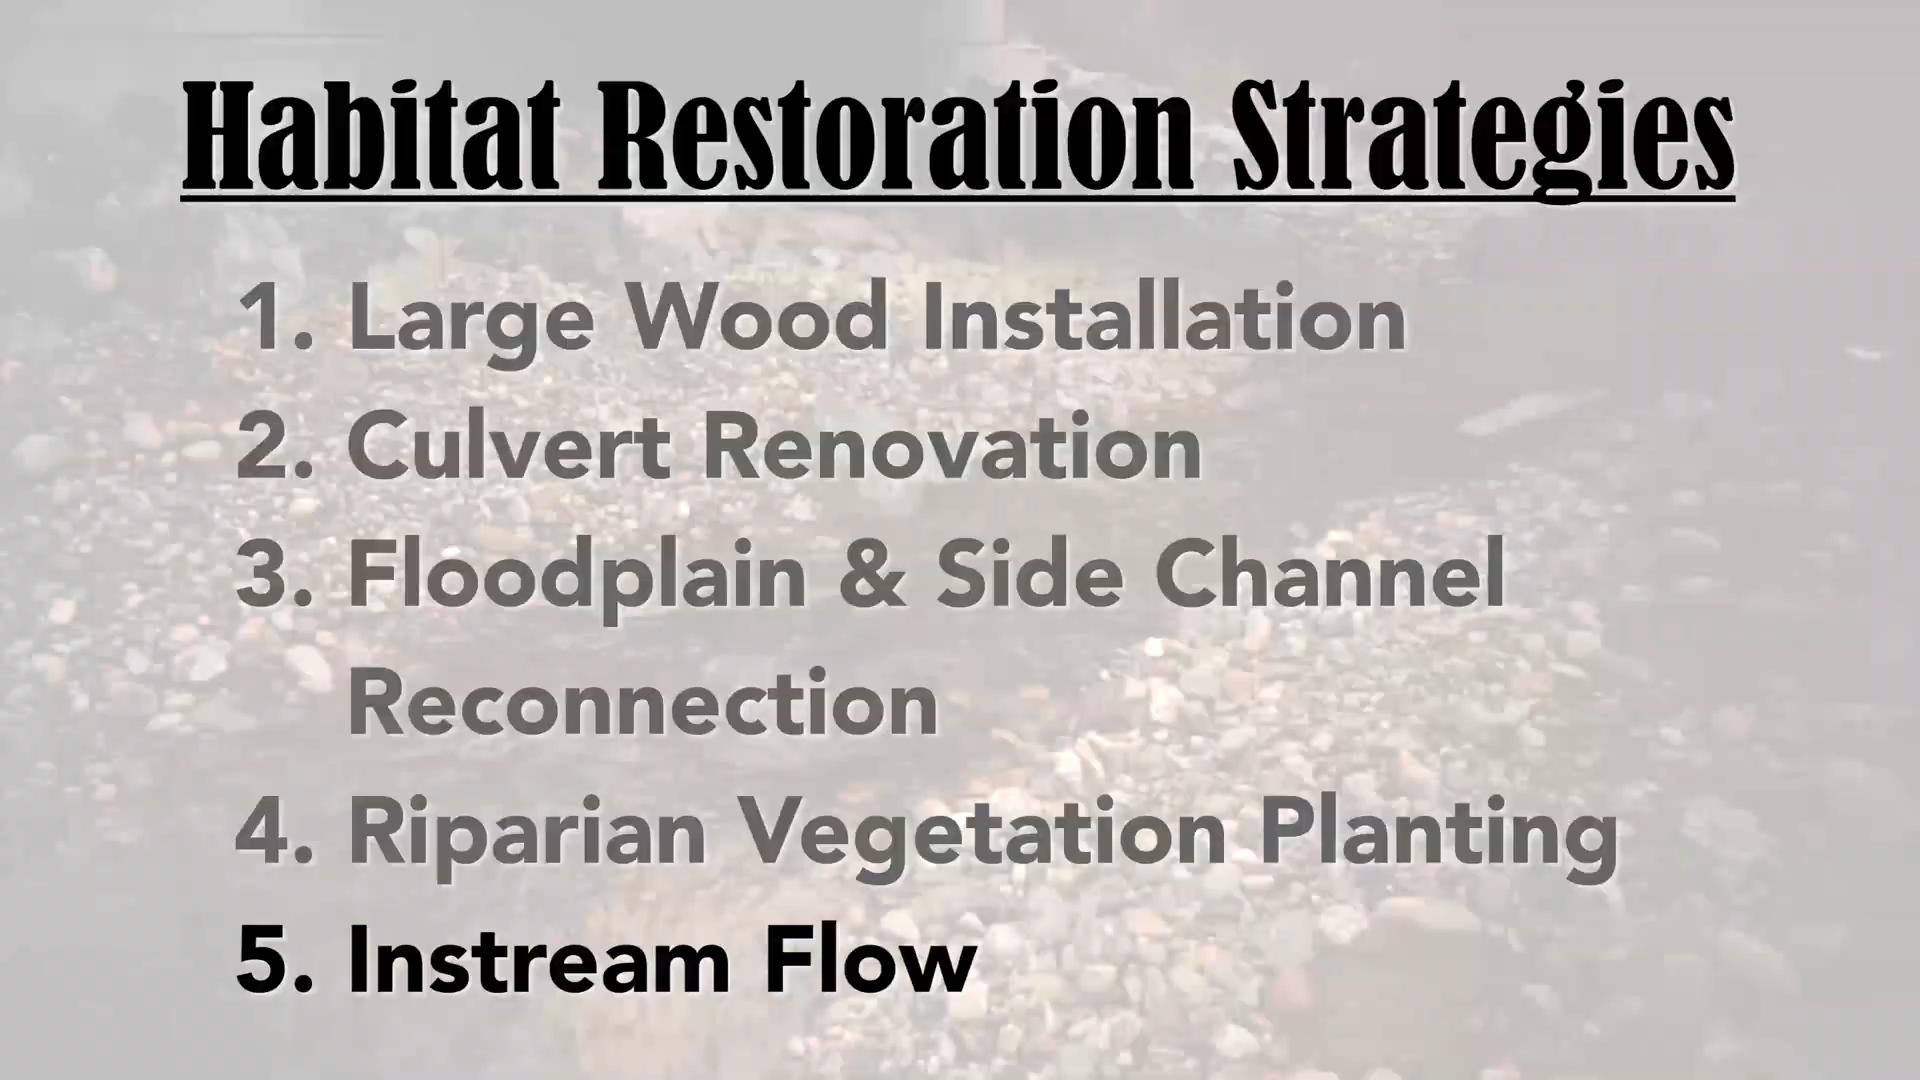 Habitat Restoration Strategies
1. Large Wood Installation
2. Culvert Renovation
3. Floodplain & Side Channel
Reconnection
4. Riparian Vegetation Planting
5. Instream Flow